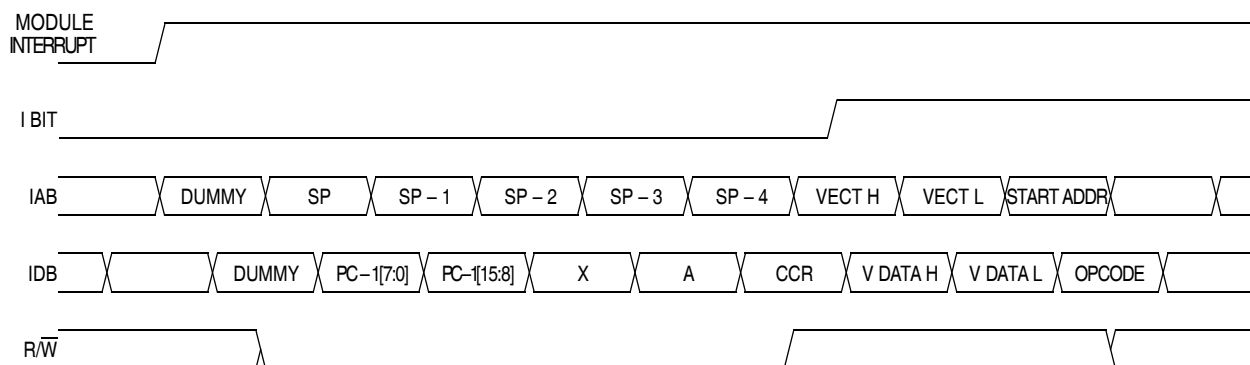 MODULE
INTERRUPT
I BIT
IAB DUMMY SP SP – 1 SP – 2 SP – 3 SP – 4 VECT H VECT L START ADDR
IDB DUMMY PC – 1[7:0] PC–1[15:8] X A CCR V DATA H V DATA L OPCODE
R/W̅